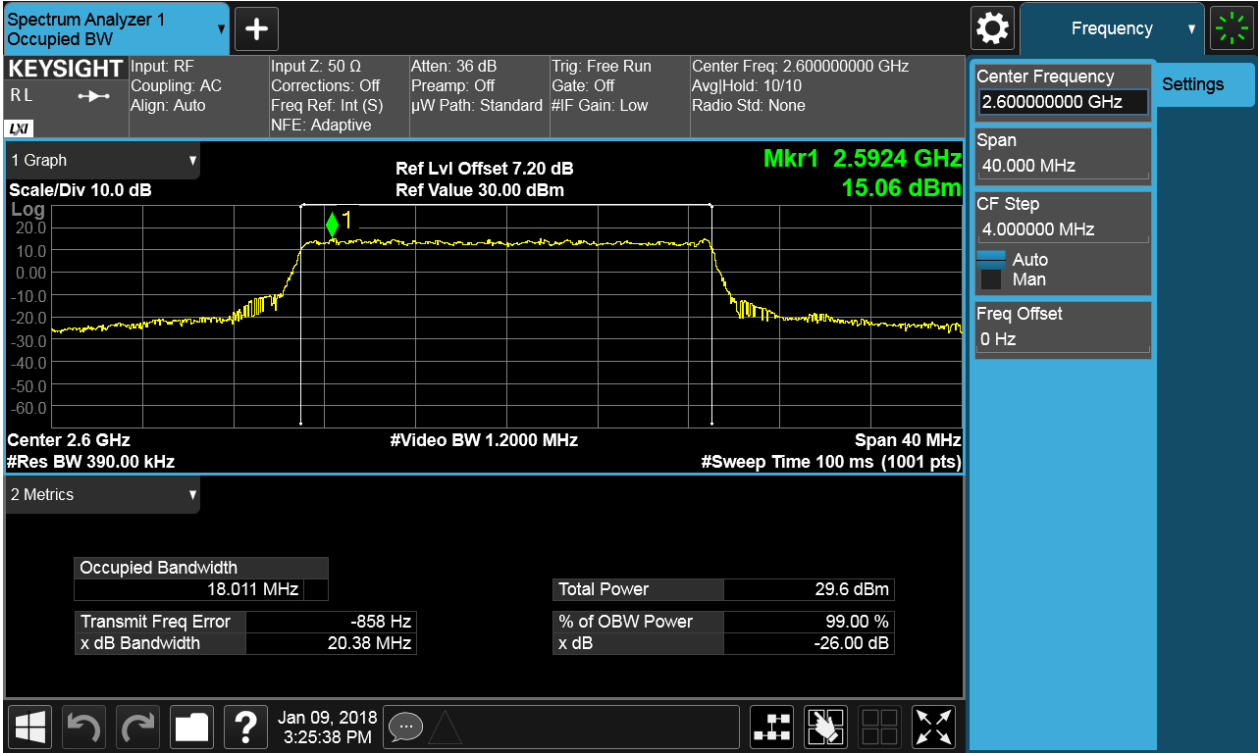 Spectrum Analyzer 1
Occupied BW
Frequency
KEYSIGHT
RL
LXI
Input: RF
Coupling: AC
Align: Auto
Input Z: 50 Ω
Corrections: Off
Freq Ref: Int (S)
NFE: Adaptive
Atten: 36 dB
Preamp: Off
µW Path: Standard
Trig: Free Run
Gate: Off
#IF Gain: Low
Center Freq: 2.600000000 GHz
Avg|Hold: 10/10
Radio Std: None
Center Frequency
2.600000000 GHz
Settings
Span
40.000 MHz
CF Step
4.000000 MHz
Auto
Man
Freq Offset
0 Hz
1 Graph
Scale/Div 10.0 dB
Ref Lvl Offset 7.20 dB
Ref Value 30.00 dBm
Mkr1 2.5924 GHz
15.06 dBm
Log
1
20.0
10.0
0.00
-10.0
-20.0
-30.0
-40.0
-50.0
-60.0
Center 2.6 GHz
#Video BW 1.2000 MHz
Span 40 MHz
#Res BW 390.00 kHz
#Sweep Time 100 ms (1001 pts)
2 Metrics
Occupied Bandwidth
18.011 MHz
Total Power 29.6 dBm
Transmit Freq Error -858 Hz
% of OBW Power 99.00 %
x dB Bandwidth 20.38 MHz
x dB -26.00 dB
?
Jan 09, 2018
3:25:38 PM